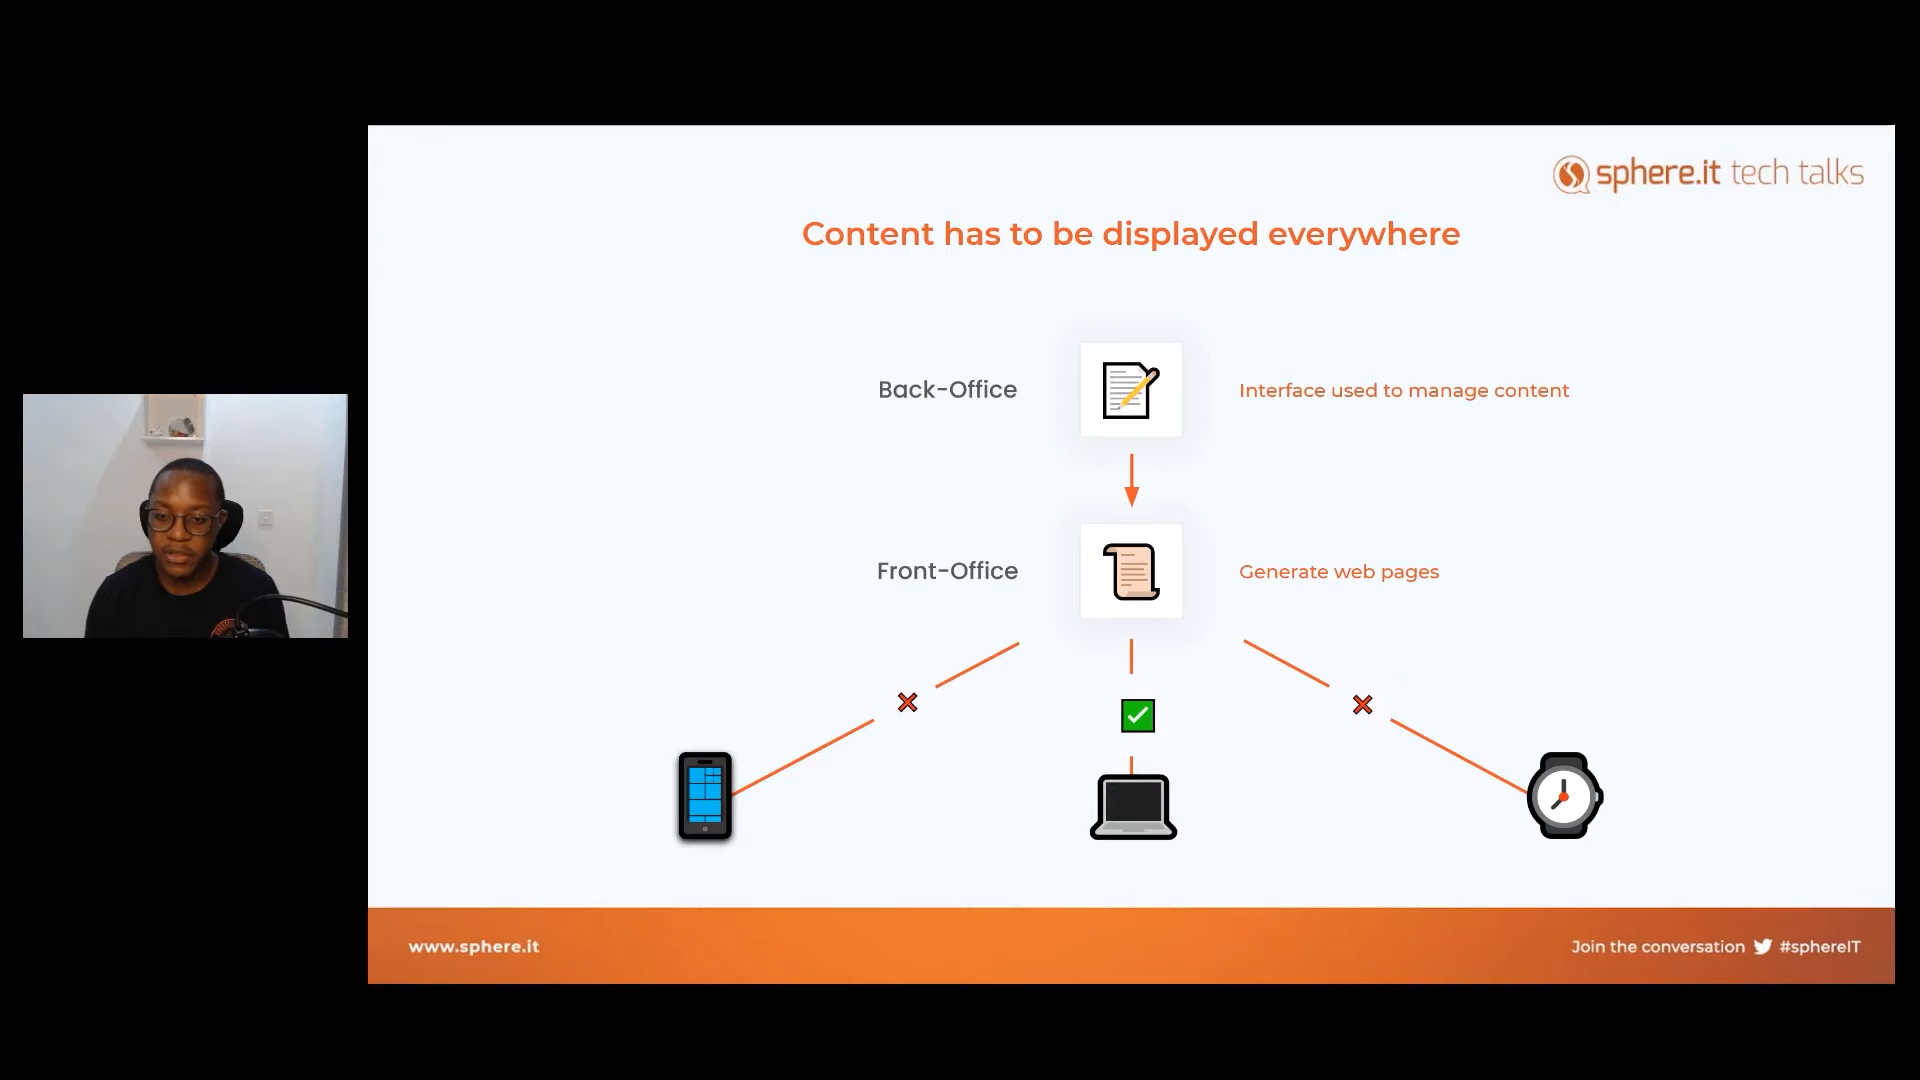 sphere.it tech talks
Content has to be displayed everywhere
Back-Office
Interface used to manage content
Front-Office
Generate web pages
www.sphere.it
Join the conversation #sphereIT